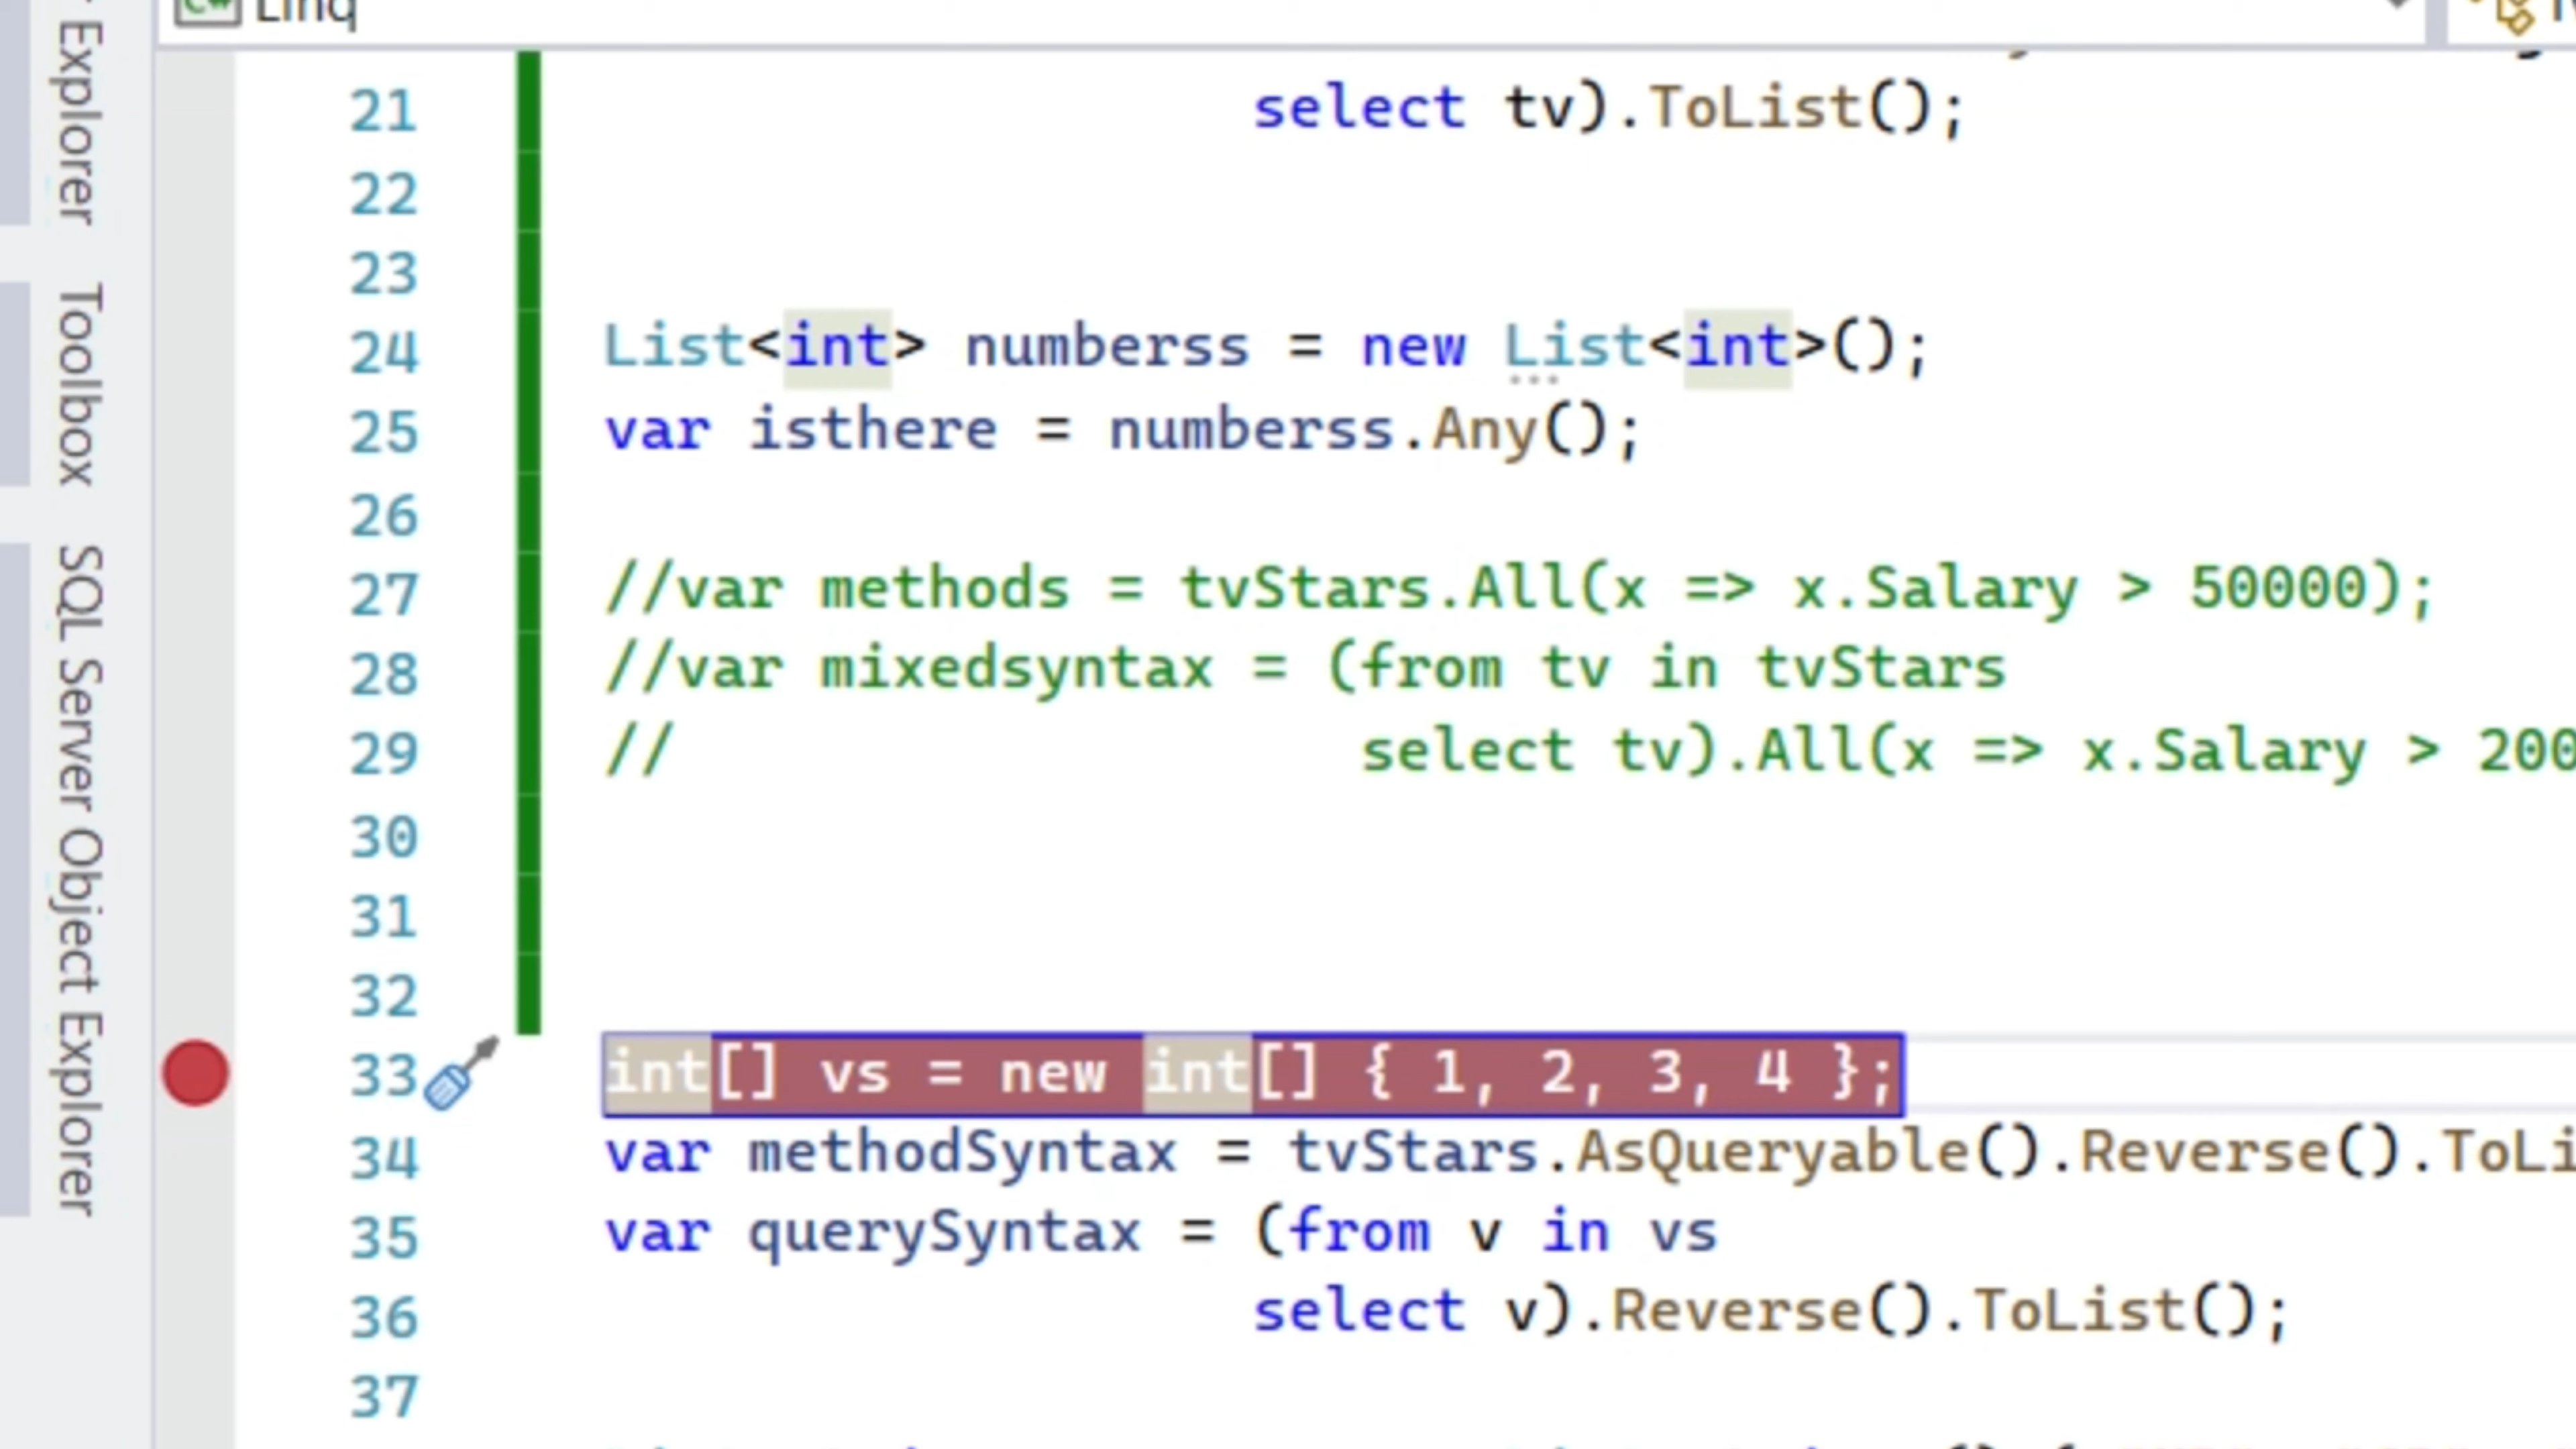 Linq
Explorer
Toolbox
SQL Server Object Explorer
21 select tv).ToList();
22
23
24 List<int> numberss = new List<int>();
25 var isthere = numberss.Any();
26
27 //var methods = tvStars.All(x => x.Salary > 50000);
28 //var mixedsyntax = (from tv in tvStars
29 // select tv).All(x => x.Salary > 200
30
31
32
33 int[] vs = new int[] { 1, 2, 3, 4 };
34 var methodSyntax = tvStars.AsQueryable().Reverse().ToLi
35 var querySyntax = (from v in vs
36 select v).Reverse().ToList();
37